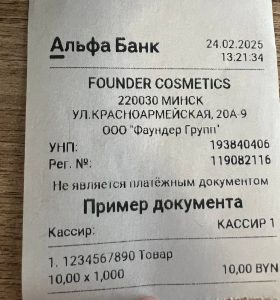 Альфа Банк 24.02.2025
13:21:34
FOUNDER COSMETICS
220030 МИНСК
УЛ.КРАСНОАРМЕЙСКАЯ, 20А-9
ООО "Фаундер Групп"
УНП: 193840406
Рег. №: 119082116
Не является платёжным документом
Пример документа
Кассир: КАССИР 1
1. 1234567890 Товар
10,00 x 1,000 10,00 BYN